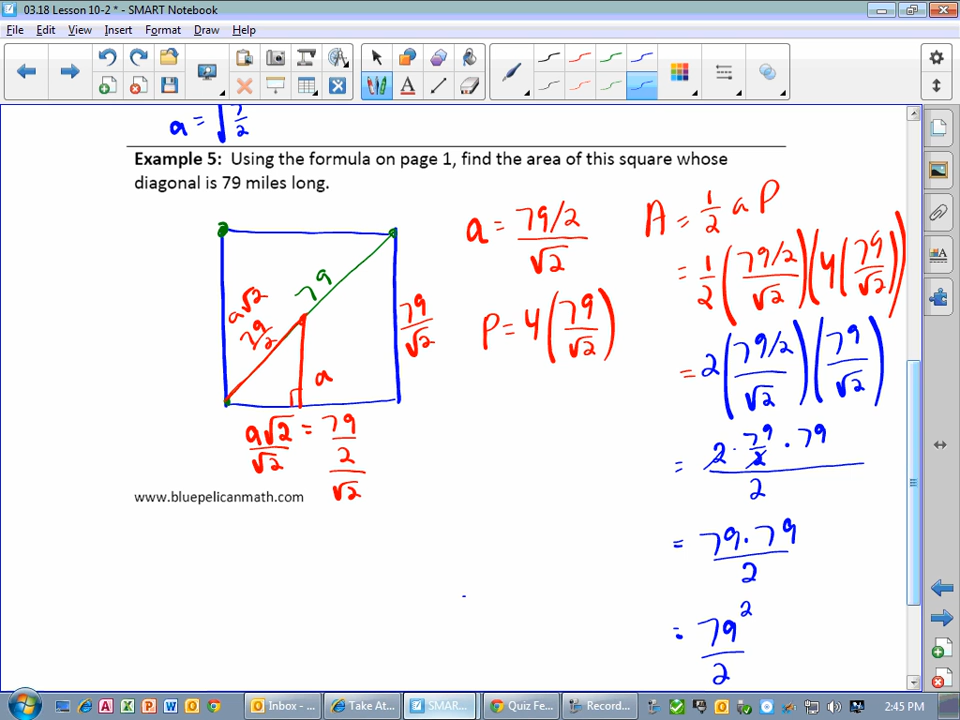 03.18 Lesson 10-2 * - SMART Notebook
File Edit View Insert Format Draw Help
a = √7/2
Example 5: Using the formula on page 1, find the area of this square whose
diagonal is 79 miles long.
79
a√2
79/2
a
79/√2
a√2/√2 = 79/2/√2
a = 79/2/√2
P = 4(79/√2)
A = 1/2 a P
= 1/2(79/2/√2)(4(79/√2))
= 2(79/2/√2)(79/√2)
= 2 · 79/2 · 79/2
= 79 · 79/2
= 79²/2
www.bluepelicanmath.com
Inbox - ...
Take At...
SMAR...
Quiz Fe...
Record...
2:45 PM